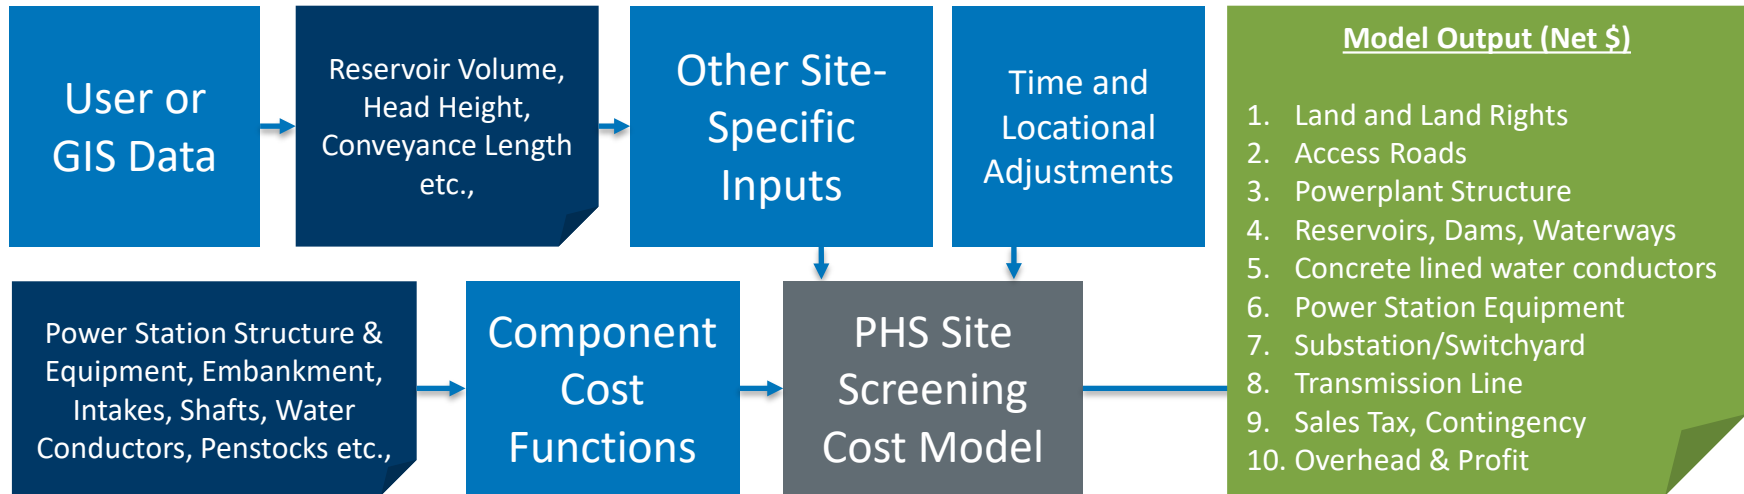 User or
GIS Data
Reservoir Volume,
Head Height,
Conveyance Length
etc.,
Other Site-
Specific
Inputs
Time and
Locational
Adjustments
Power Station Structure &
Equipment, Embankment,
Intakes, Shafts, Water
Conductors, Penstocks etc.,
Component
Cost
Functions
PHS Site
Screening
Cost Model
Model Output (Net $)
1. Land and Land Rights
2. Access Roads
3. Powerplant Structure
4. Reservoirs, Dams, Waterways
5. Concrete lined water conductors
6. Power Station Equipment
7. Substation/Switchyard
8. Transmission Line
9. Sales Tax, Contingency
10. Overhead & Profit